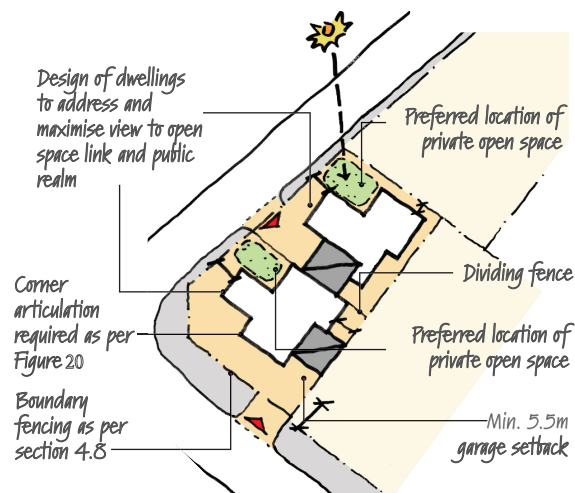 Design of dwellings
to address and
maximise view to open
space link and public
realm
Preferred location of
private open space
Dividing fence
Corner
articulation
required as per
Figure 20
Preferred location of
private open space
Boundary
fencing as per
section 4.8
Min. 5.5m
garage setback